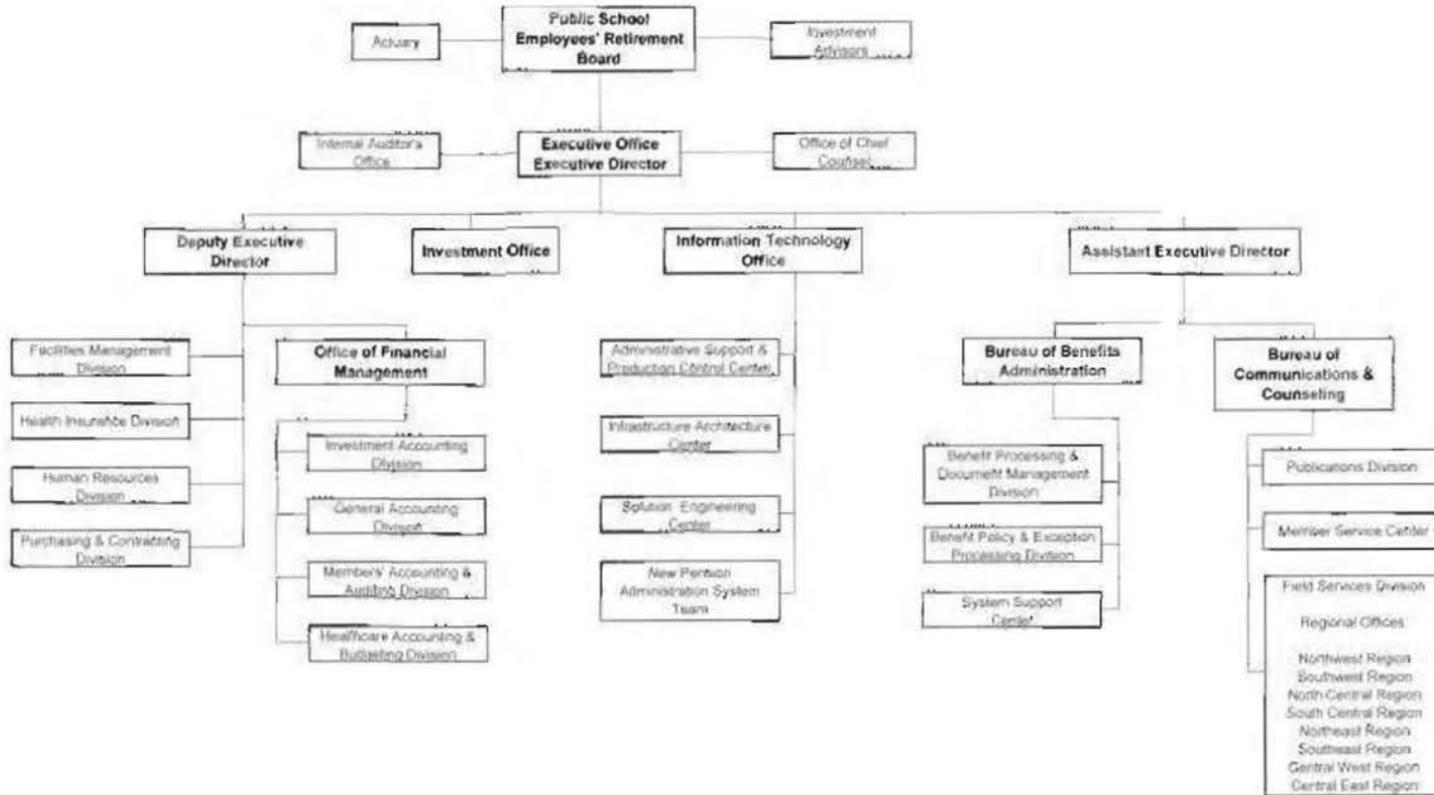 Public School
Employees' Retirement
Board
Actuary
Investment
Advisors
Internal Auditor's
Office
Executive Office
Executive Director
Office of Chief
Counsel
Deputy Executive
Director
Investment Office
Information Technology
Office
Assistant Executive Director
Facilities Management
Division
Health Insurance Division
Human Resources
Division
Purchasing & Contracting
Division
Office of Financial
Management
Investment Accounting
Division
General Accounting
Division
Members' Accounting &
Auditing Division
Healthcare Accounting &
Budgeting Division
Administrative Support &
Production Control Center
Infrastructure Architecture
Center
Solution Engineering
Center
New Pension
Administration System
Team
Bureau of Benefits
Administration
Benefit Processing &
Document Management
Division
Benefit Policy & Exception
Processing Division
System Support
Center
Bureau of
Communications &
Counseling
Publications Division
Member Service Center
Field Services Division
Regional Offices
Northwest Region
Southwest Region
North Central Region
South Central Region
Northeast Region
Southeast Region
Central West Region
Central East Region